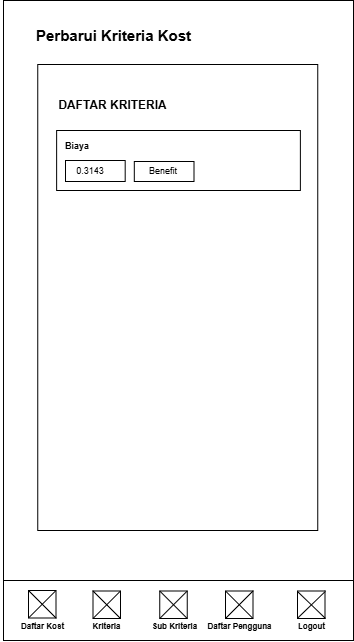 Perbarui Kriteria Kost
DAFTAR KRITERIA
Biaya
0.3143 Benefit
Daftar Kost Kriteria Sub Kriteria Daftar Pengguna Logout